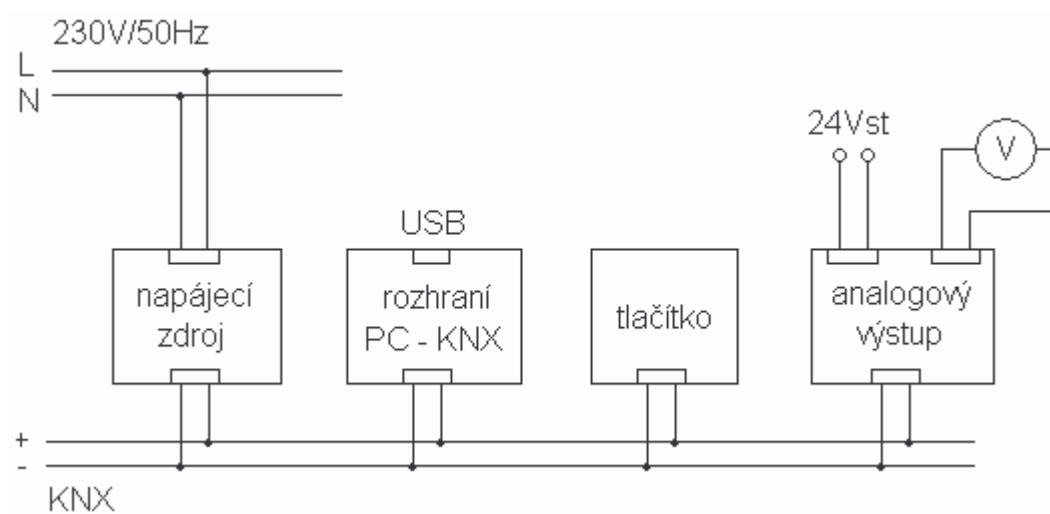 230V/50Hz
L
N
24Vst
V
USB
napájecí
zdroj
rozhraní
PC - KNX
tlačítko
analogový
výstup
+
-
KNX